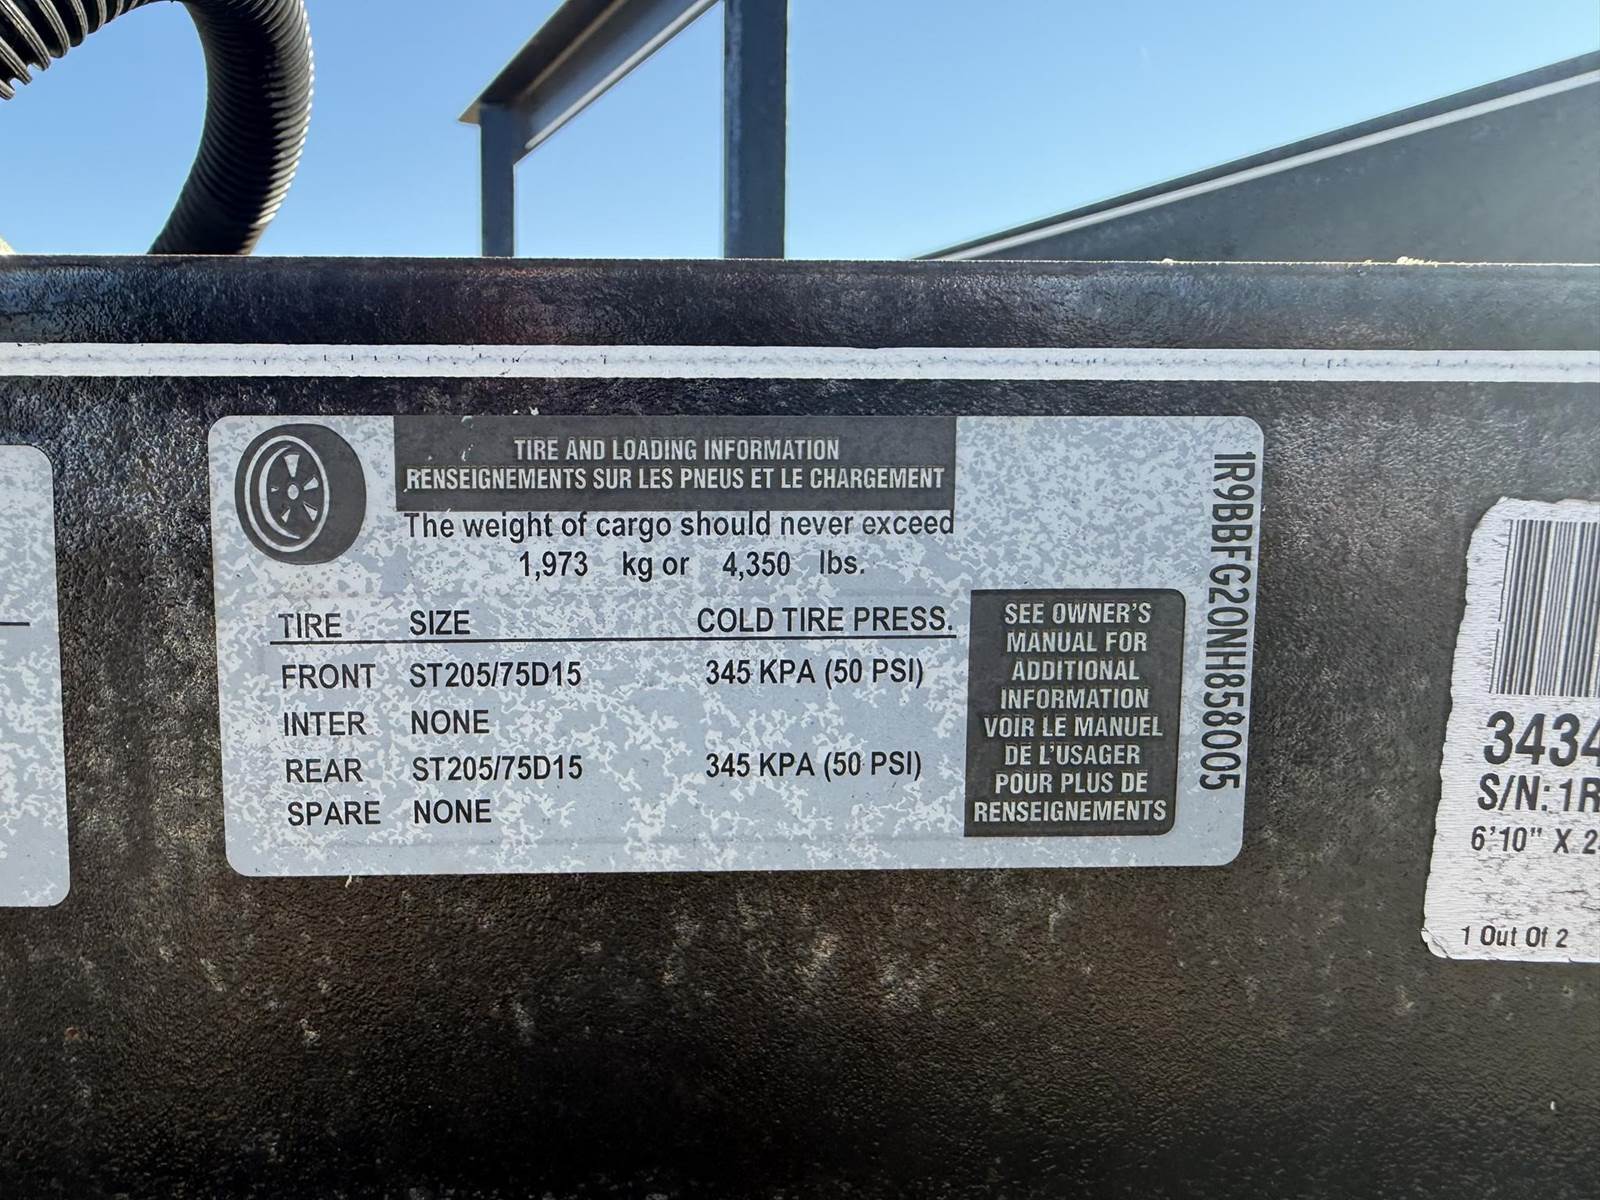 TIRE AND LOADING INFORMATION
RENSEIGNEMENTS SUR LES PNEUS ET LE CHARGEMENT
The weight of cargo should never exceed
1,973 kg or 4,350 lbs.
TIRE SIZE COLD TIRE PRESS.
FRONT ST205/75D15 345 KPA (50 PSI)
INTER NONE
REAR ST205/75D15 345 KPA (50 PSI)
SPARE NONE
SEE OWNER'S
MANUAL FOR
ADDITIONAL
INFORMATION
VOIR LE MANUEL
DE L'USAGER
POUR PLUS DE
RENSEIGNEMENTS
1R9BBFG20NH858005
3434
S/N: 1R
6'10" X 2
1 Out Of 2